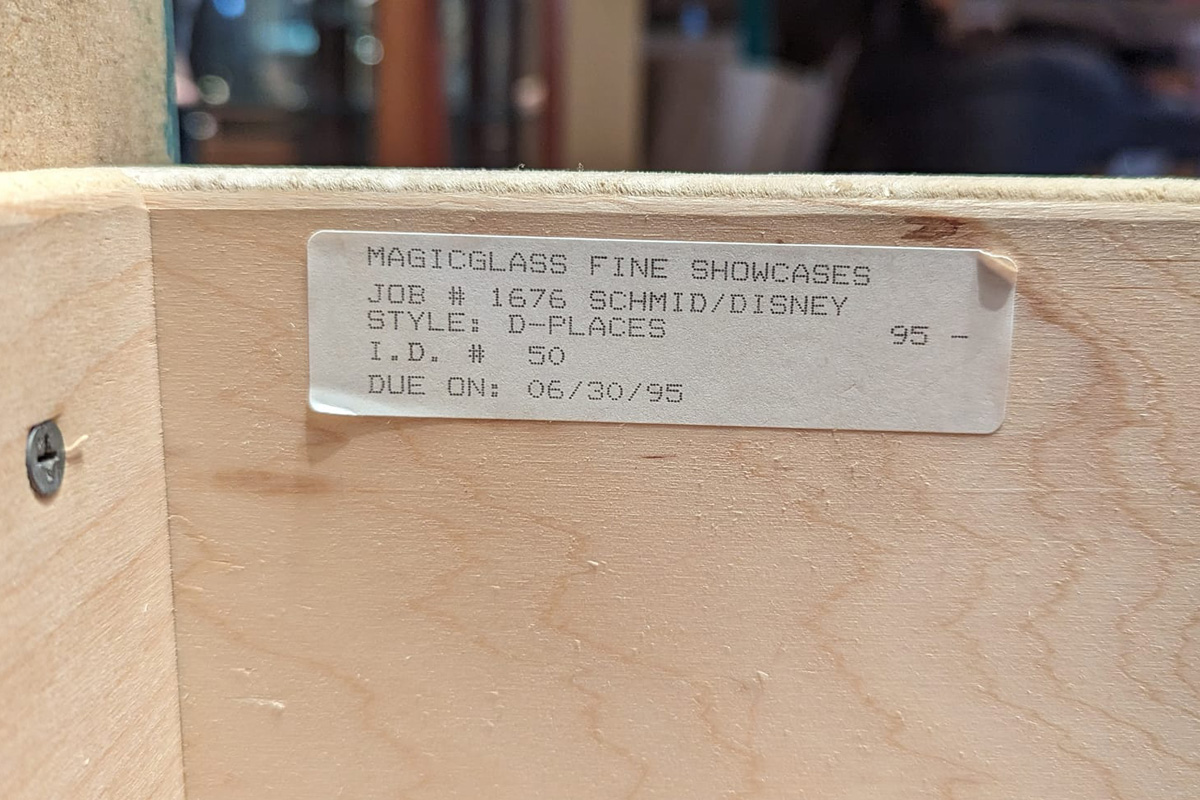 MAGICGLASS FINE SHOWCASES
JOB # 1676 SCHMID/DISNEY
STYLE: D-PLACES
95 -
I.D. # 50
DUE ON: 06/30/95